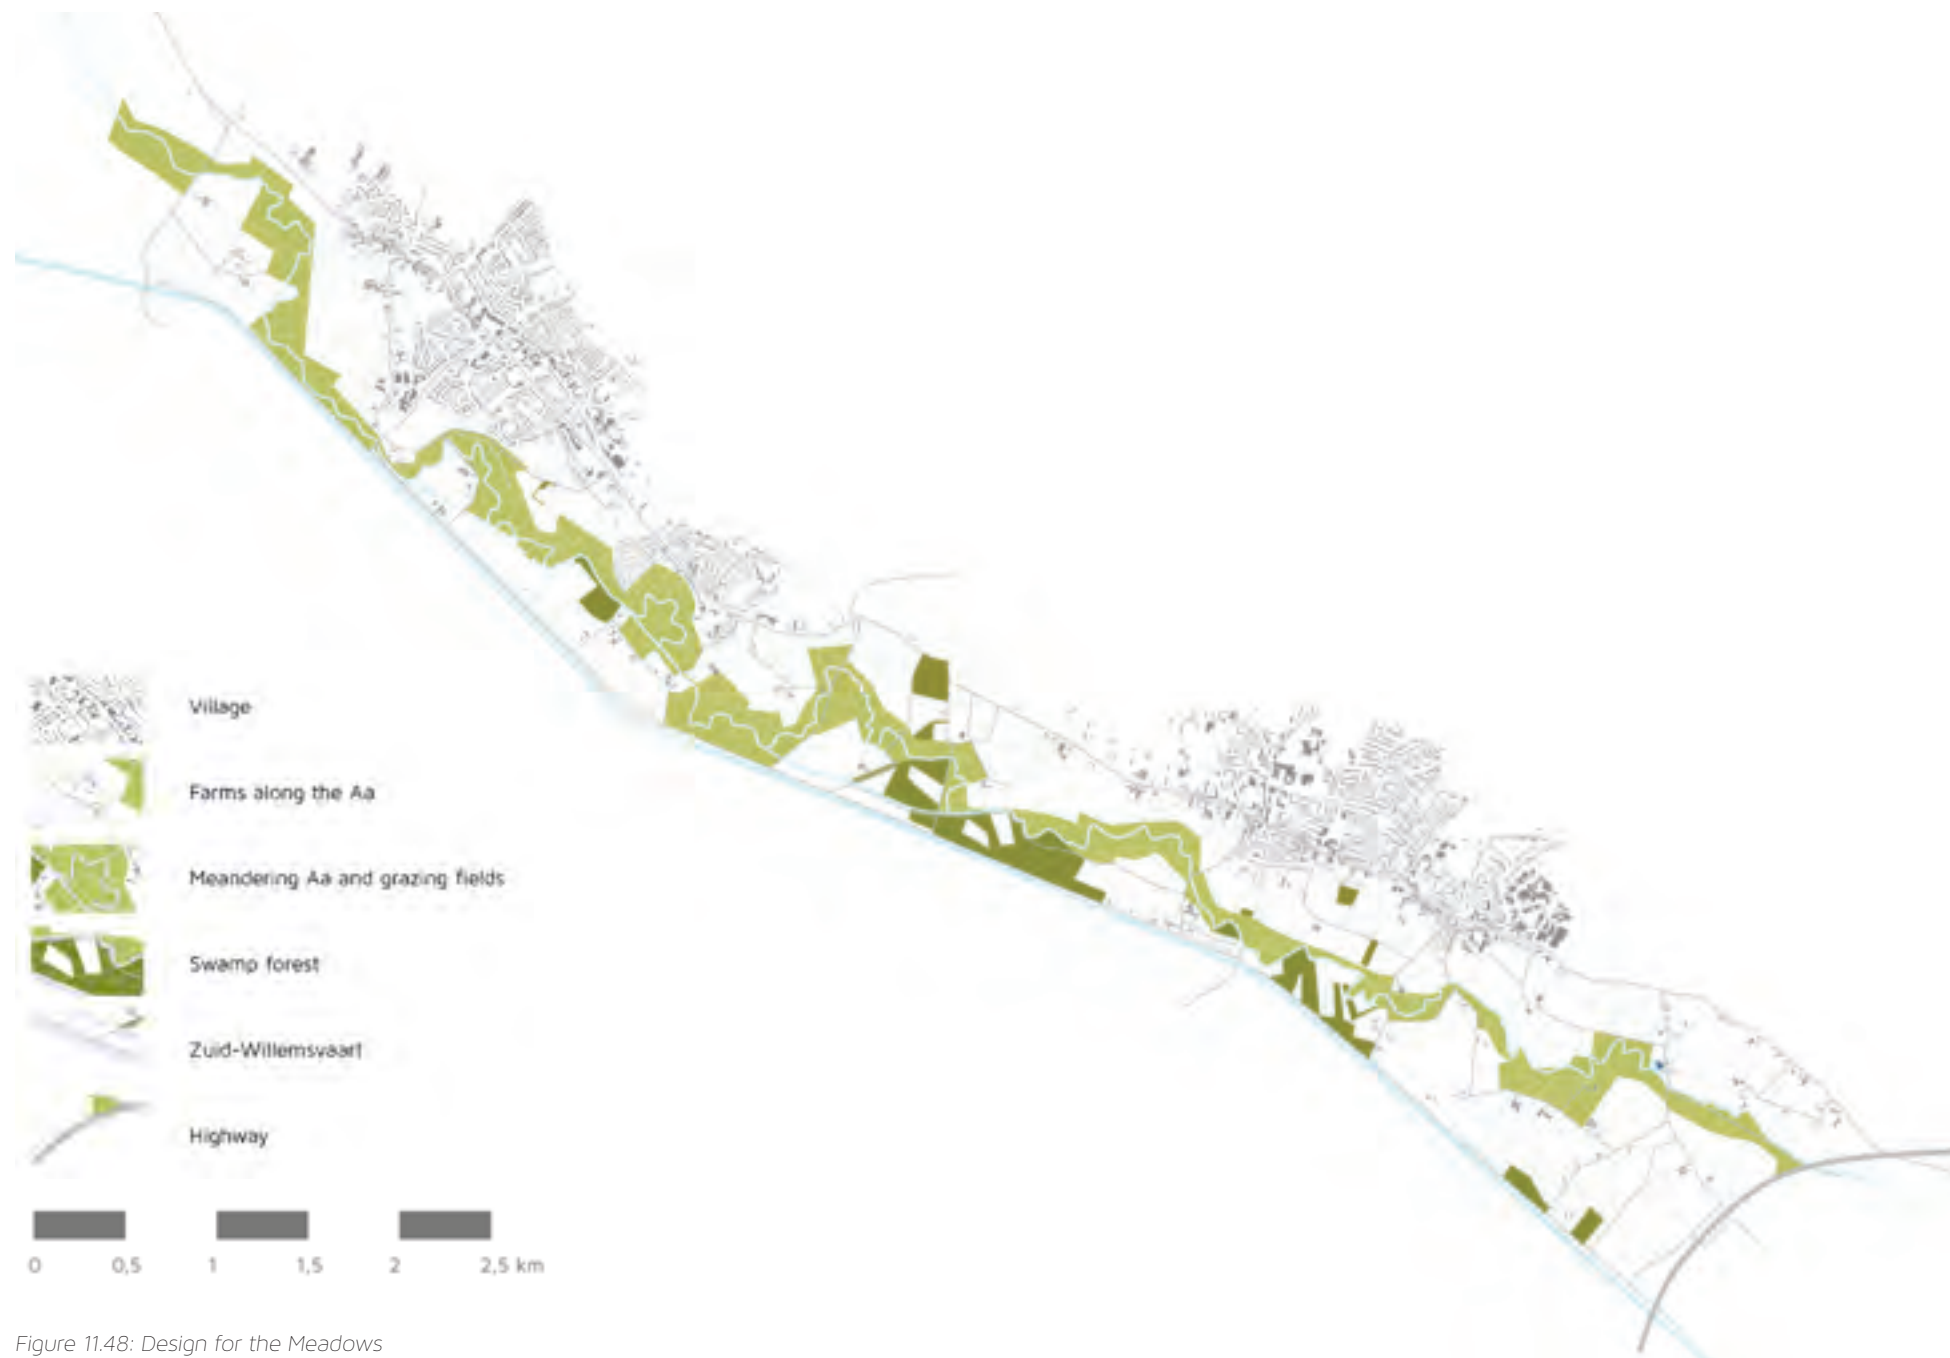 Village
Farms along the Aa
Meandering Aa and grazing fields
Swamp forest
Zuid-Willemsvaart
Highway
0 0,5 1 1,5 2 2,5 km
Figure 11.48: Design for the Meadows